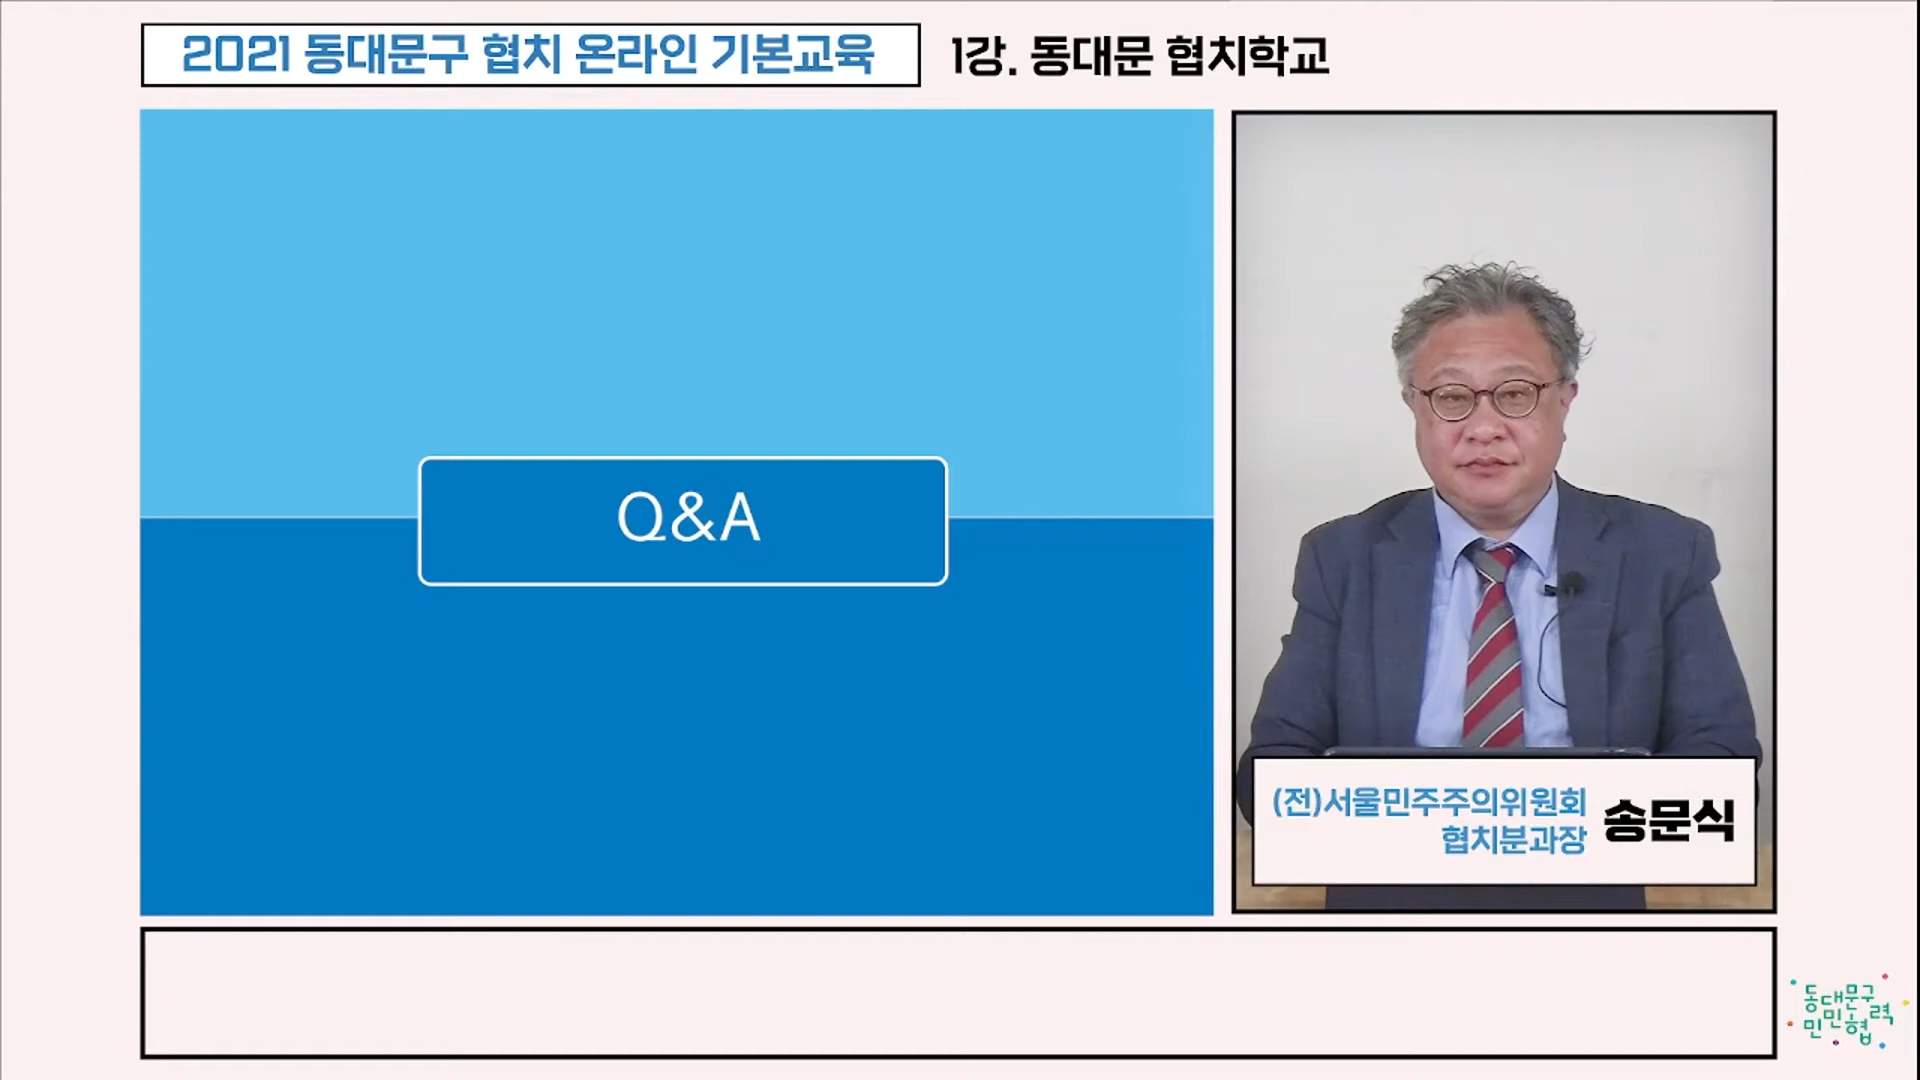 2021 동대문구 협치 온라인 기본교육
1강. 동대문 협치학교
Q&A
(전)서울민주주의위원회
협치분과장
송문식
동대문구
민민협력